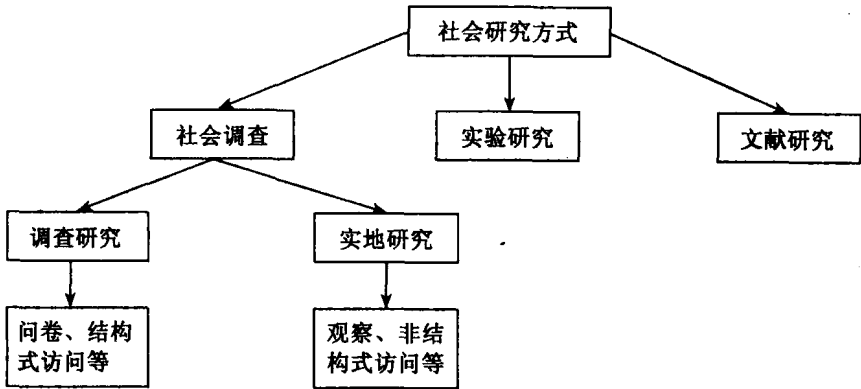 社会研究方式
社会调查
实验研究
文献研究
调查研究
实地研究
问卷、结构
式访问等
观察、非结
构式访问等